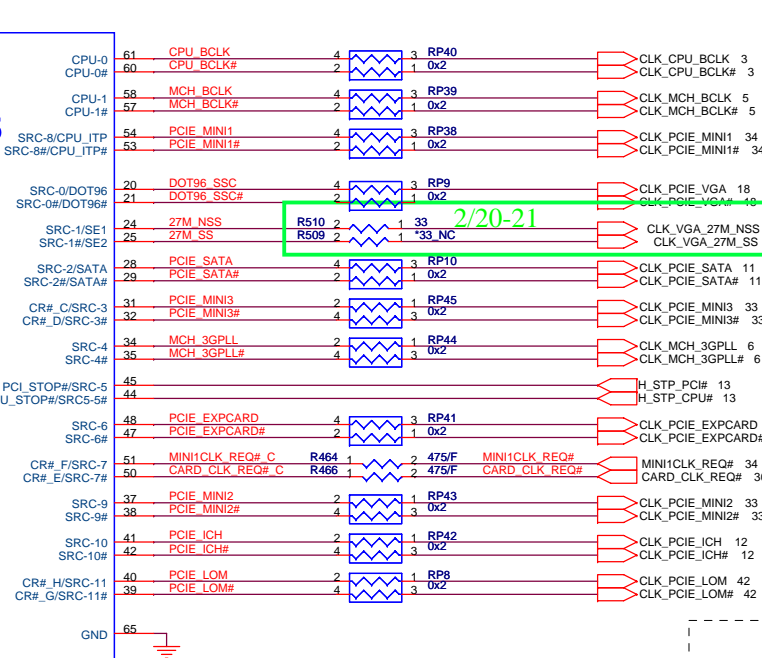 CPU-0 61 CPU_BCLK 4 3 RP40 CLK_CPU_BCLK 3
CPU-0# 60 CPU_BCLK# 2 1 0x2 CLK_CPU_BCLK# 3
CPU-1 58 MCH_BCLK 4 3 RP39 CLK_MCH_BCLK 5
CPU-1# 57 MCH_BCLK# 2 1 0x2 CLK_MCH_BCLK# 5
SRC-8/CPU_ITP 54 PCIE_MINI1 4 3 RP38 CLK_PCIE_MINI1 34
SRC-8#/CPU_ITP# 53 PCIE_MINI1# 2 1 0x2 CLK_PCIE_MINI1# 34
SRC-0/DOT96 20 DOT96_SSC 4 3 RP9 CLK_PCIE_VGA 18
SRC-0#/DOT96# 21 DOT96_SSC# 2 1 0x2 CLK_PCIE_VGA# 18
2/20-21
SRC-1/SE1 24 27M_NSS R510 2 1 33 CLK_VGA_27M_NSS
SRC-1#/SE2 25 27M_SS R509 2 1 *33_NC CLK_VGA_27M_SS
SRC-2/SATA 28 PCIE_SATA 4 3 RP10 CLK_PCIE_SATA 11
SRC-2#/SATA# 29 PCIE_SATA# 2 1 0x2 CLK_PCIE_SATA# 11
CR#_C/SRC-3 31 PCIE_MINI3 2 1 RP45 CLK_PCIE_MINI3 33
CR#_D/SRC-3# 32 PCIE_MINI3# 4 3 0x2 CLK_PCIE_MINI3# 33
SRC-4 34 MCH_3GPLL 2 1 RP44 CLK_MCH_3GPLL 6
SRC-4# 35 MCH_3GPLL# 4 3 0x2 CLK_MCH_3GPLL# 6
PCI_STOP#/SRC-5 45 H_STP_PCI# 13
U_STOP#/SRC5-5# 44 H_STP_CPU# 13
SRC-6 48 PCIE_EXPCARD 4 3 RP41 CLK_PCIE_EXPCARD
SRC-6# 47 PCIE_EXPCARD# 2 1 0x2 CLK_PCIE_EXPCARD#
CR#_F/SRC-7 51 MINI1CLK_REQ#_C R464 1 2 475/F MINI1CLK_REQ# MINI1CLK_REQ# 34
CR#_E/SRC-7# 50 CARD_CLK_REQ#_C R466 1 2 475/F CARD_CLK_REQ# CARD_CLK_REQ#
SRC-9 37 PCIE_MINI2 2 1 RP43 CLK_PCIE_MINI2 33
SRC-9# 38 PCIE_MINI2# 4 3 0x2 CLK_PCIE_MINI2# 33
SRC-10 41 PCIE_ICH 2 1 RP42 CLK_PCIE_ICH 12
SRC-10# 42 PCIE_ICH# 4 3 0x2 CLK_PCIE_ICH# 12
CR#_H/SRC-11 40 PCIE_LOM 2 1 RP8 CLK_PCIE_LOM 42
CR#_G/SRC-11# 39 PCIE_LOM# 4 3 0x2 CLK_PCIE_LOM# 42
GND 65